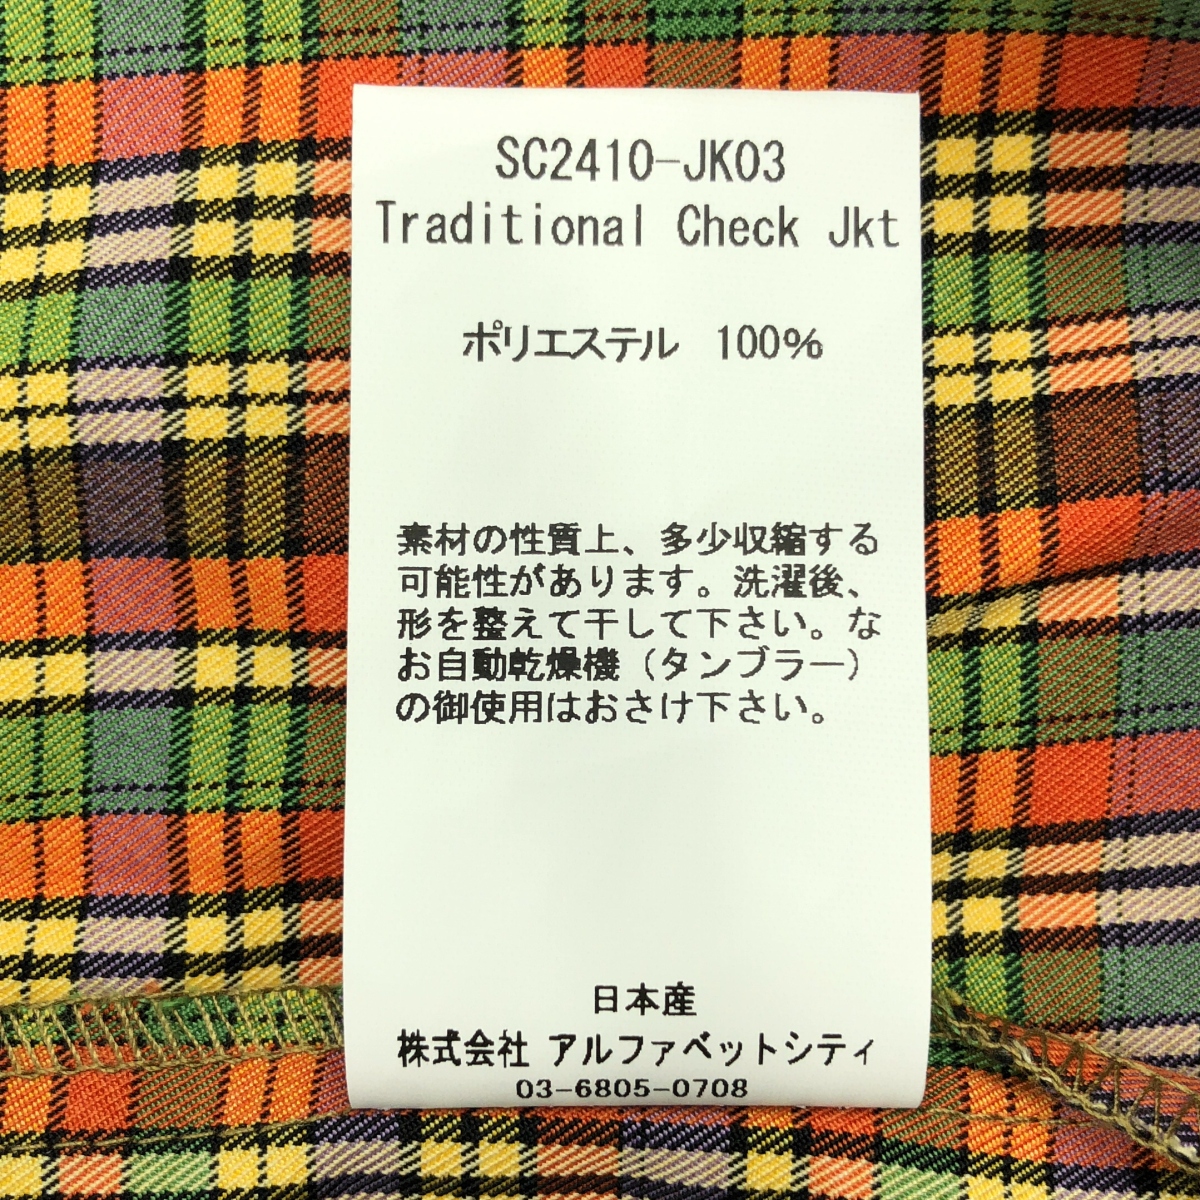 SC2410-JK03
Traditional Check Jkt
ポリエステル 100%
素材の性質上、多少収縮する
可能性があります。洗濯後、
形を整えて干して下さい。な
お自動乾燥機（タンブラー）
の御使用はおさけ下さい。
日本産
株式会社 アルファベットシティ
03-6805-0708